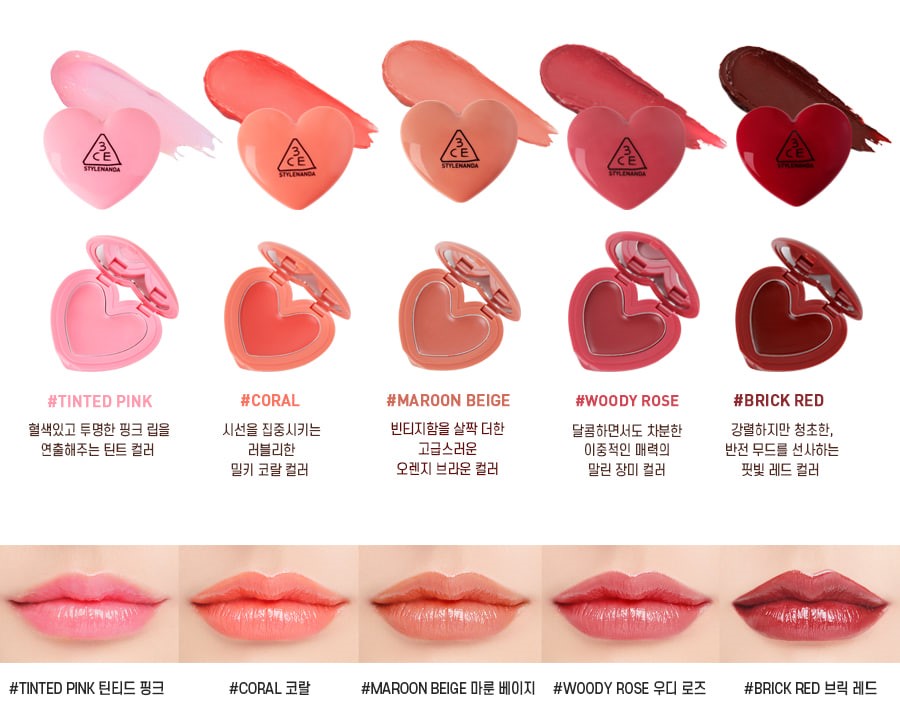 3CE
STYLENANDA
3CE
STYLENANDA
3CE
STYLENANDA
3CE
STYLENANDA
3CE
STYLENANDA
#TINTED PINK
혈색있고 투명한 핑크 립을
연출해주는 틴트 컬러
#CORAL
시선을 집중시키는
러블리한
밀키 코랄 컬러
#MAROON BEIGE
빈티지함을 살짝 더한
고급스러운
오렌지 브라운 컬러
#WOODY ROSE
달콤하면서도 차분한
이중적인 매력의
말린 장미 컬러
#BRICK RED
강렬하지만 청초한,
반전 무드를 선사하는
핏빛 레드 컬러
#TINTED PINK 틴티드 핑크
#CORAL 코랄
#MAROON BEIGE 마룬 베이지
#WOODY ROSE 우디 로즈
#BRICK RED 브릭 레드